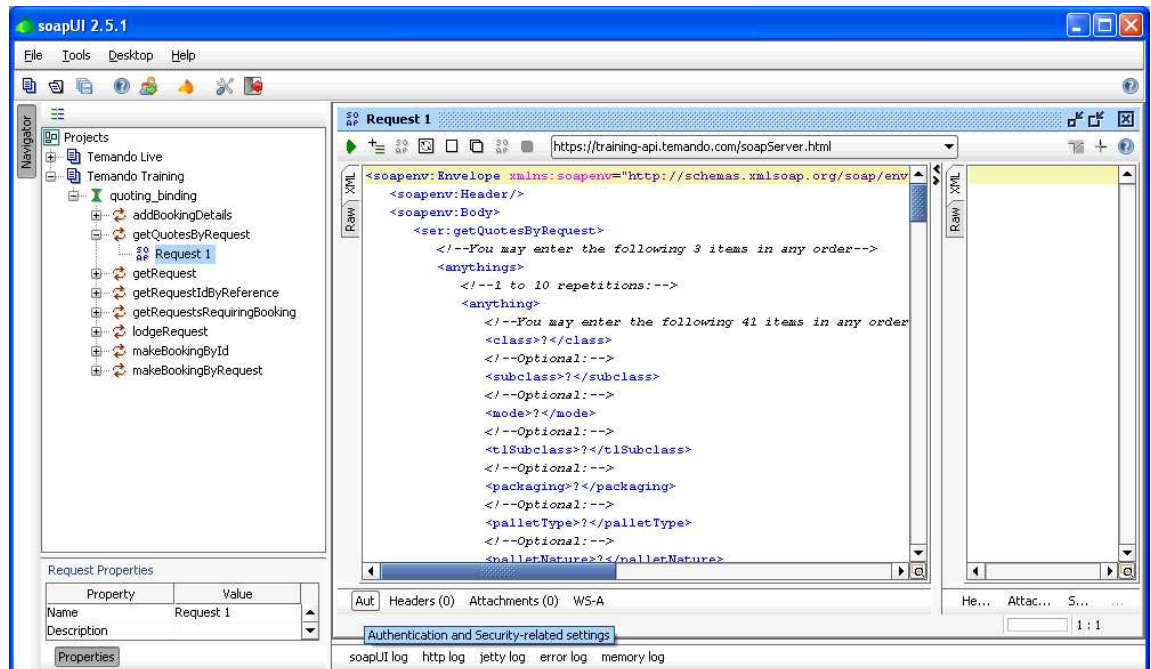 soapUI 2.5.1
File Tools Desktop Help
Navigator
Projects
Temando Live
Temando Training
quoting_binding
addBookingDetails
getQuotesByRequest
Request 1
getRequest
getRequestIdByReference
getRequestsRequiringBooking
lodgeRequest
makeBookingById
makeBookingByRequest
Request Properties
Property Value
Name Request 1
Description
Properties
Request 1
https://training-api.temando.com/soapServer.html
XML
Raw
<soapenv:Envelope xmlns:soapenv="http://schemas.xmlsoap.org/soap/env
<soapenv:Header/>
<soapenv:Body>
<ser:getQuotesByRequest>
<!--You may enter the following 3 items in any order-->
<anythings>
<!--1 to 10 repetitions:-->
<anything>
<!--You may enter the following 41 items in any order
<class>?</class>
<!--Optional:-->
<subclass>?</subclass>
<!--Optional:-->
<mode>?</mode>
<!--Optional:-->
<tlSubclass>?</tlSubclass>
<!--Optional:-->
<packaging>?</packaging>
<!--Optional:-->
<palletType>?</palletType>
<!--Optional:-->
<palletNature>?</palletNature>
XML
Raw
Aut Headers (0) Attachments (0) WS-A
He... Attac... S... ...
Authentication and Security-related settings
1 : 1
soapUI log http log jetty log error log memory log